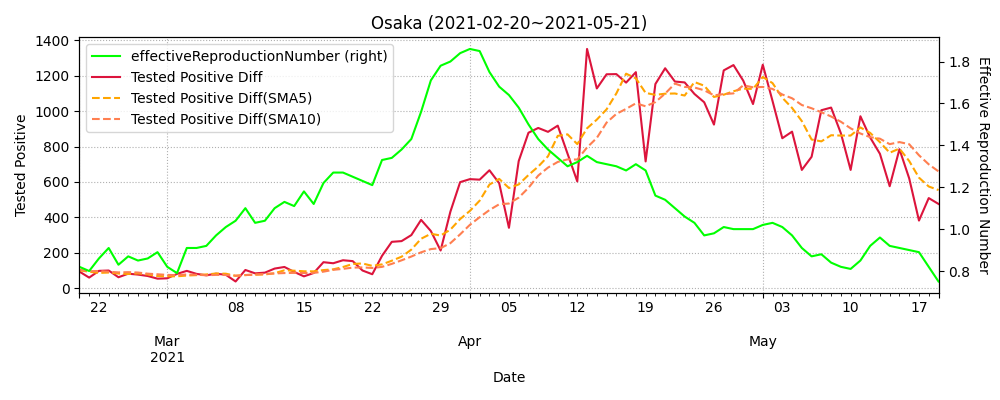 Osaka (2021-02-20~2021-05-21)
effectiveReproductionNumber (right)
Tested Positive Diff
Tested Positive Diff(SMA5)
Tested Positive Diff(SMA10)
Tested Positive
1400
1200
1000
800
600
400
200
0
Effective Reproduction Number
1.8
1.6
1.4
1.2
1.0
0.8
22 08 15 22 29 05 12 19 26 03 10 17
Mar Apr May
2021
Date